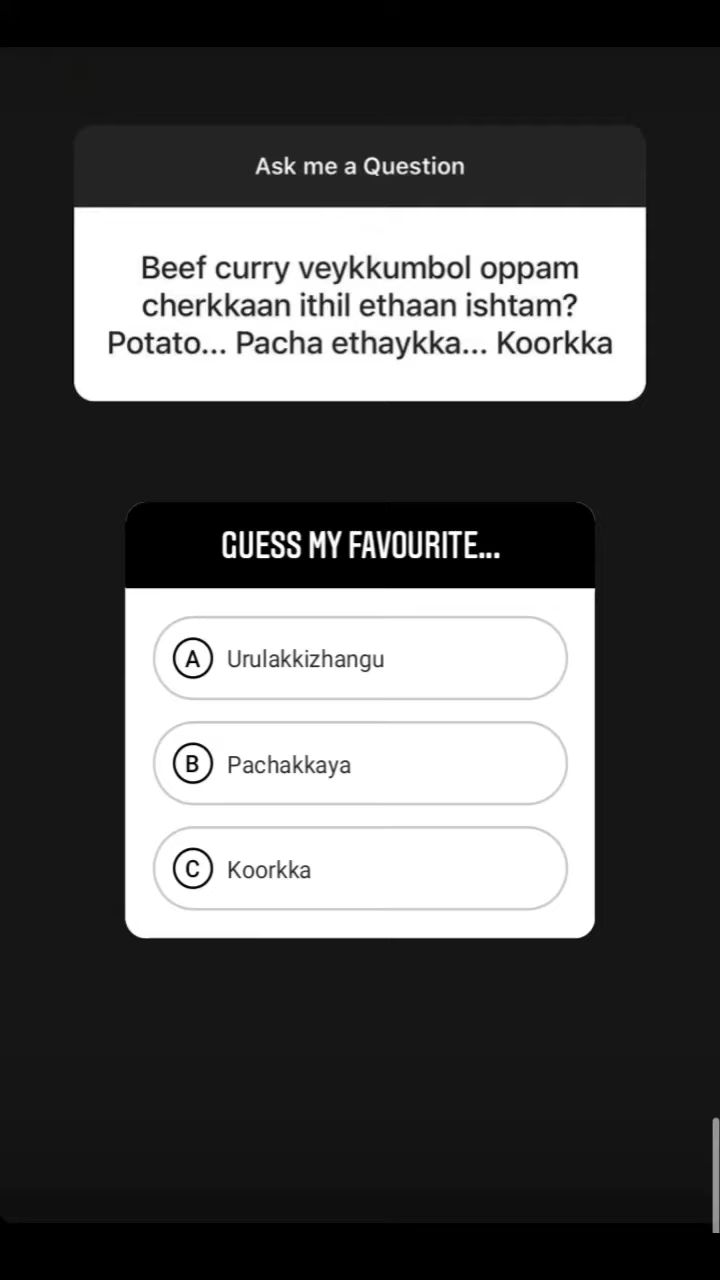 Ask me a Question
Beef curry veykkumbol oppam
cherkkaan ithil ethaan ishtam?
Potato... Pacha ethaykka... Koorkka
GUESS MY FAVOURITE...
A Urulakkizhangu
B Pachakkaya
C Koorkka